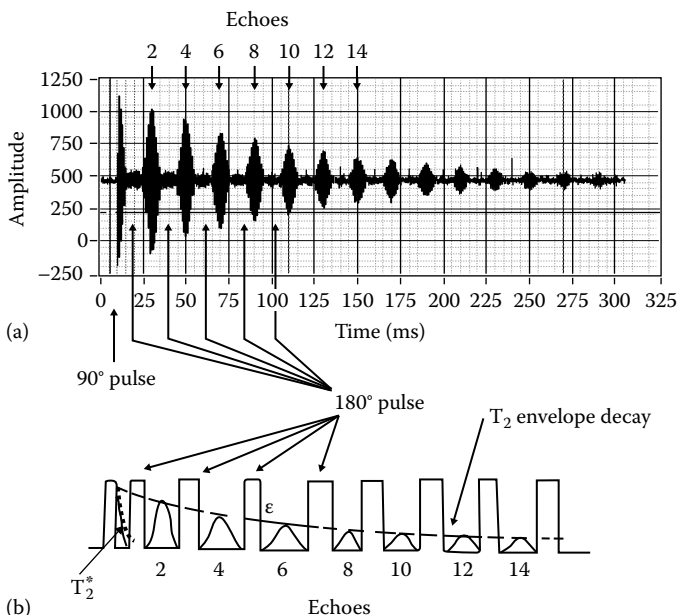 Echoes
2 4 6 8 10 12 14
1250
1000
750
500
250
0
−250
Amplitude
0 25 50 75 100 125 150 175 200 225 250 275 300 325
Time (ms)
(a)
90° pulse
180° pulse
T₂ envelope decay
ε
T₂*
2 4 6 8 10 12 14
(b)
Echoes